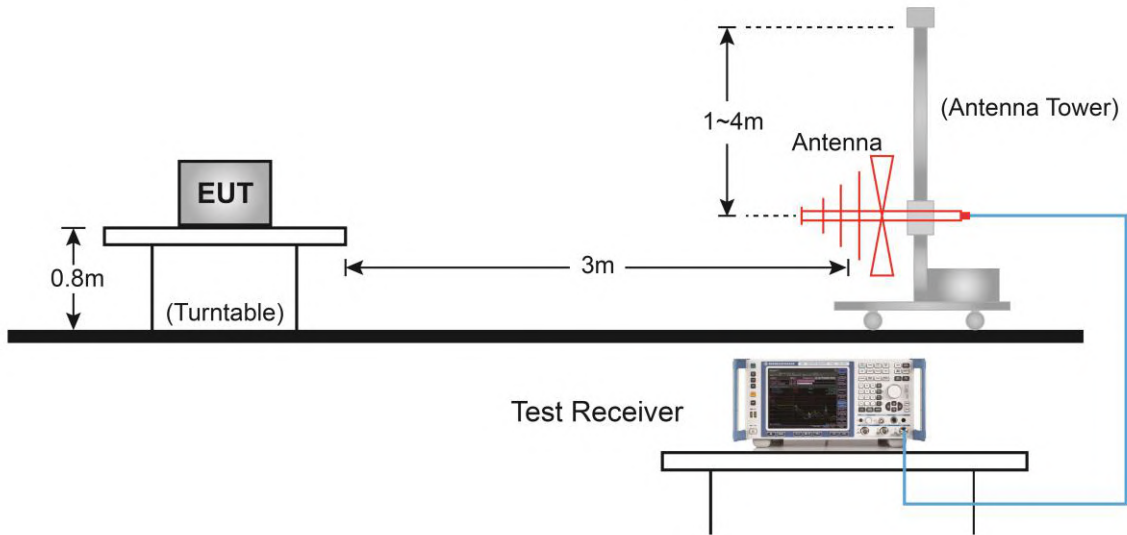 (Antenna Tower)
1~4m
Antenna
EUT
0.8m
3m
(Turntable)
Test Receiver